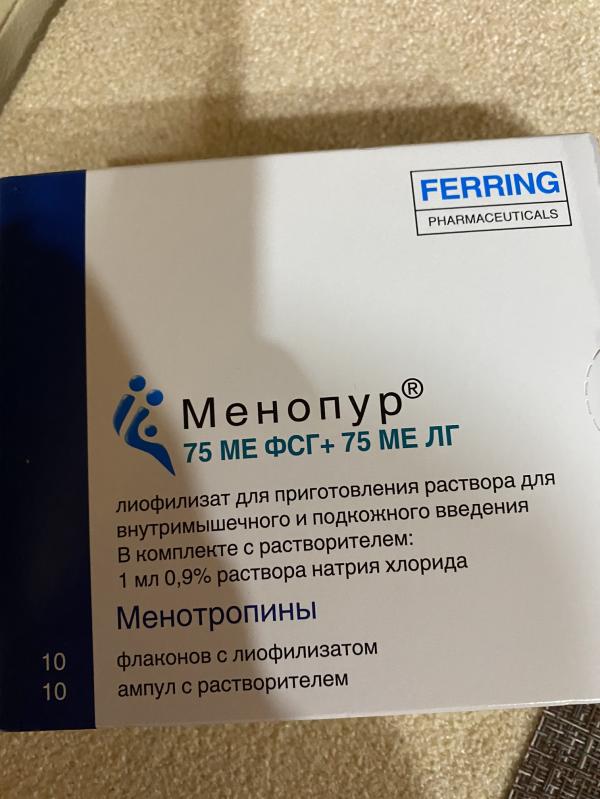 FERRING
PHARMACEUTICALS
Менопур®
75 МЕ ФСГ+ 75 МЕ ЛГ
лиофилизат для приготовления раствора для
внутримышечного и подкожного введения
В комплекте с растворителем:
1 мл 0,9% раствора натрия хлорида
Менотропины
10 флаконов с лиофилизатом
10 ампул с растворителем